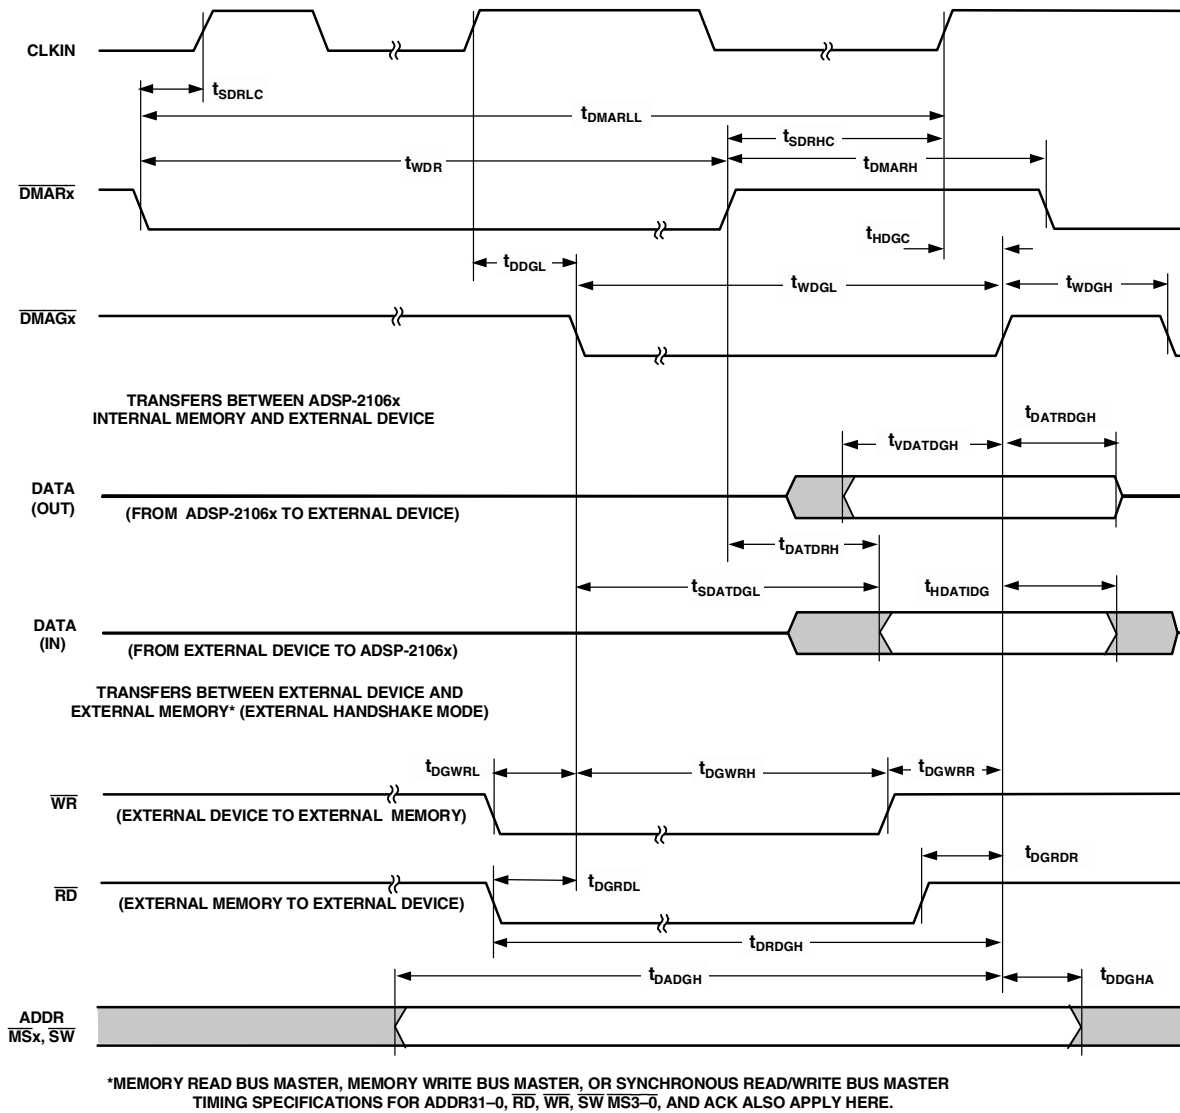 CLKIN
tSDRLC
tDMARLL
tSDRHC
tWDR
tDMARH
DMARx
tHDGC
tDDGL
tWDGL
tWDGH
DMAGx
TRANSFERS BETWEEN ADSP-2106x
INTERNAL MEMORY AND EXTERNAL DEVICE
tDATRDGH
tVDATDGH
DATA
(OUT)
(FROM ADSP-2106x TO EXTERNAL DEVICE)
tDATDRH
tSDATDGL
tHDATIDG
DATA
(IN)
(FROM EXTERNAL DEVICE TO ADSP-2106x)
TRANSFERS BETWEEN EXTERNAL DEVICE AND
EXTERNAL MEMORY* (EXTERNAL HANDSHAKE MODE)
tDGWRL
tDGWRH
tDGWRR
WR
(EXTERNAL DEVICE TO EXTERNAL MEMORY)
tDGRDR
tDGRDL
RD
(EXTERNAL MEMORY TO EXTERNAL DEVICE)
tDRDGH
tDADGH
tDDGHA
ADDR
MSx, SW
*MEMORY READ BUS MASTER, MEMORY WRITE BUS MASTER, OR SYNCHRONOUS READ/WRITE BUS MASTER
TIMING SPECIFICATIONS FOR ADDR31–0, RD, WR, SW MS3–0, AND ACK ALSO APPLY HERE.